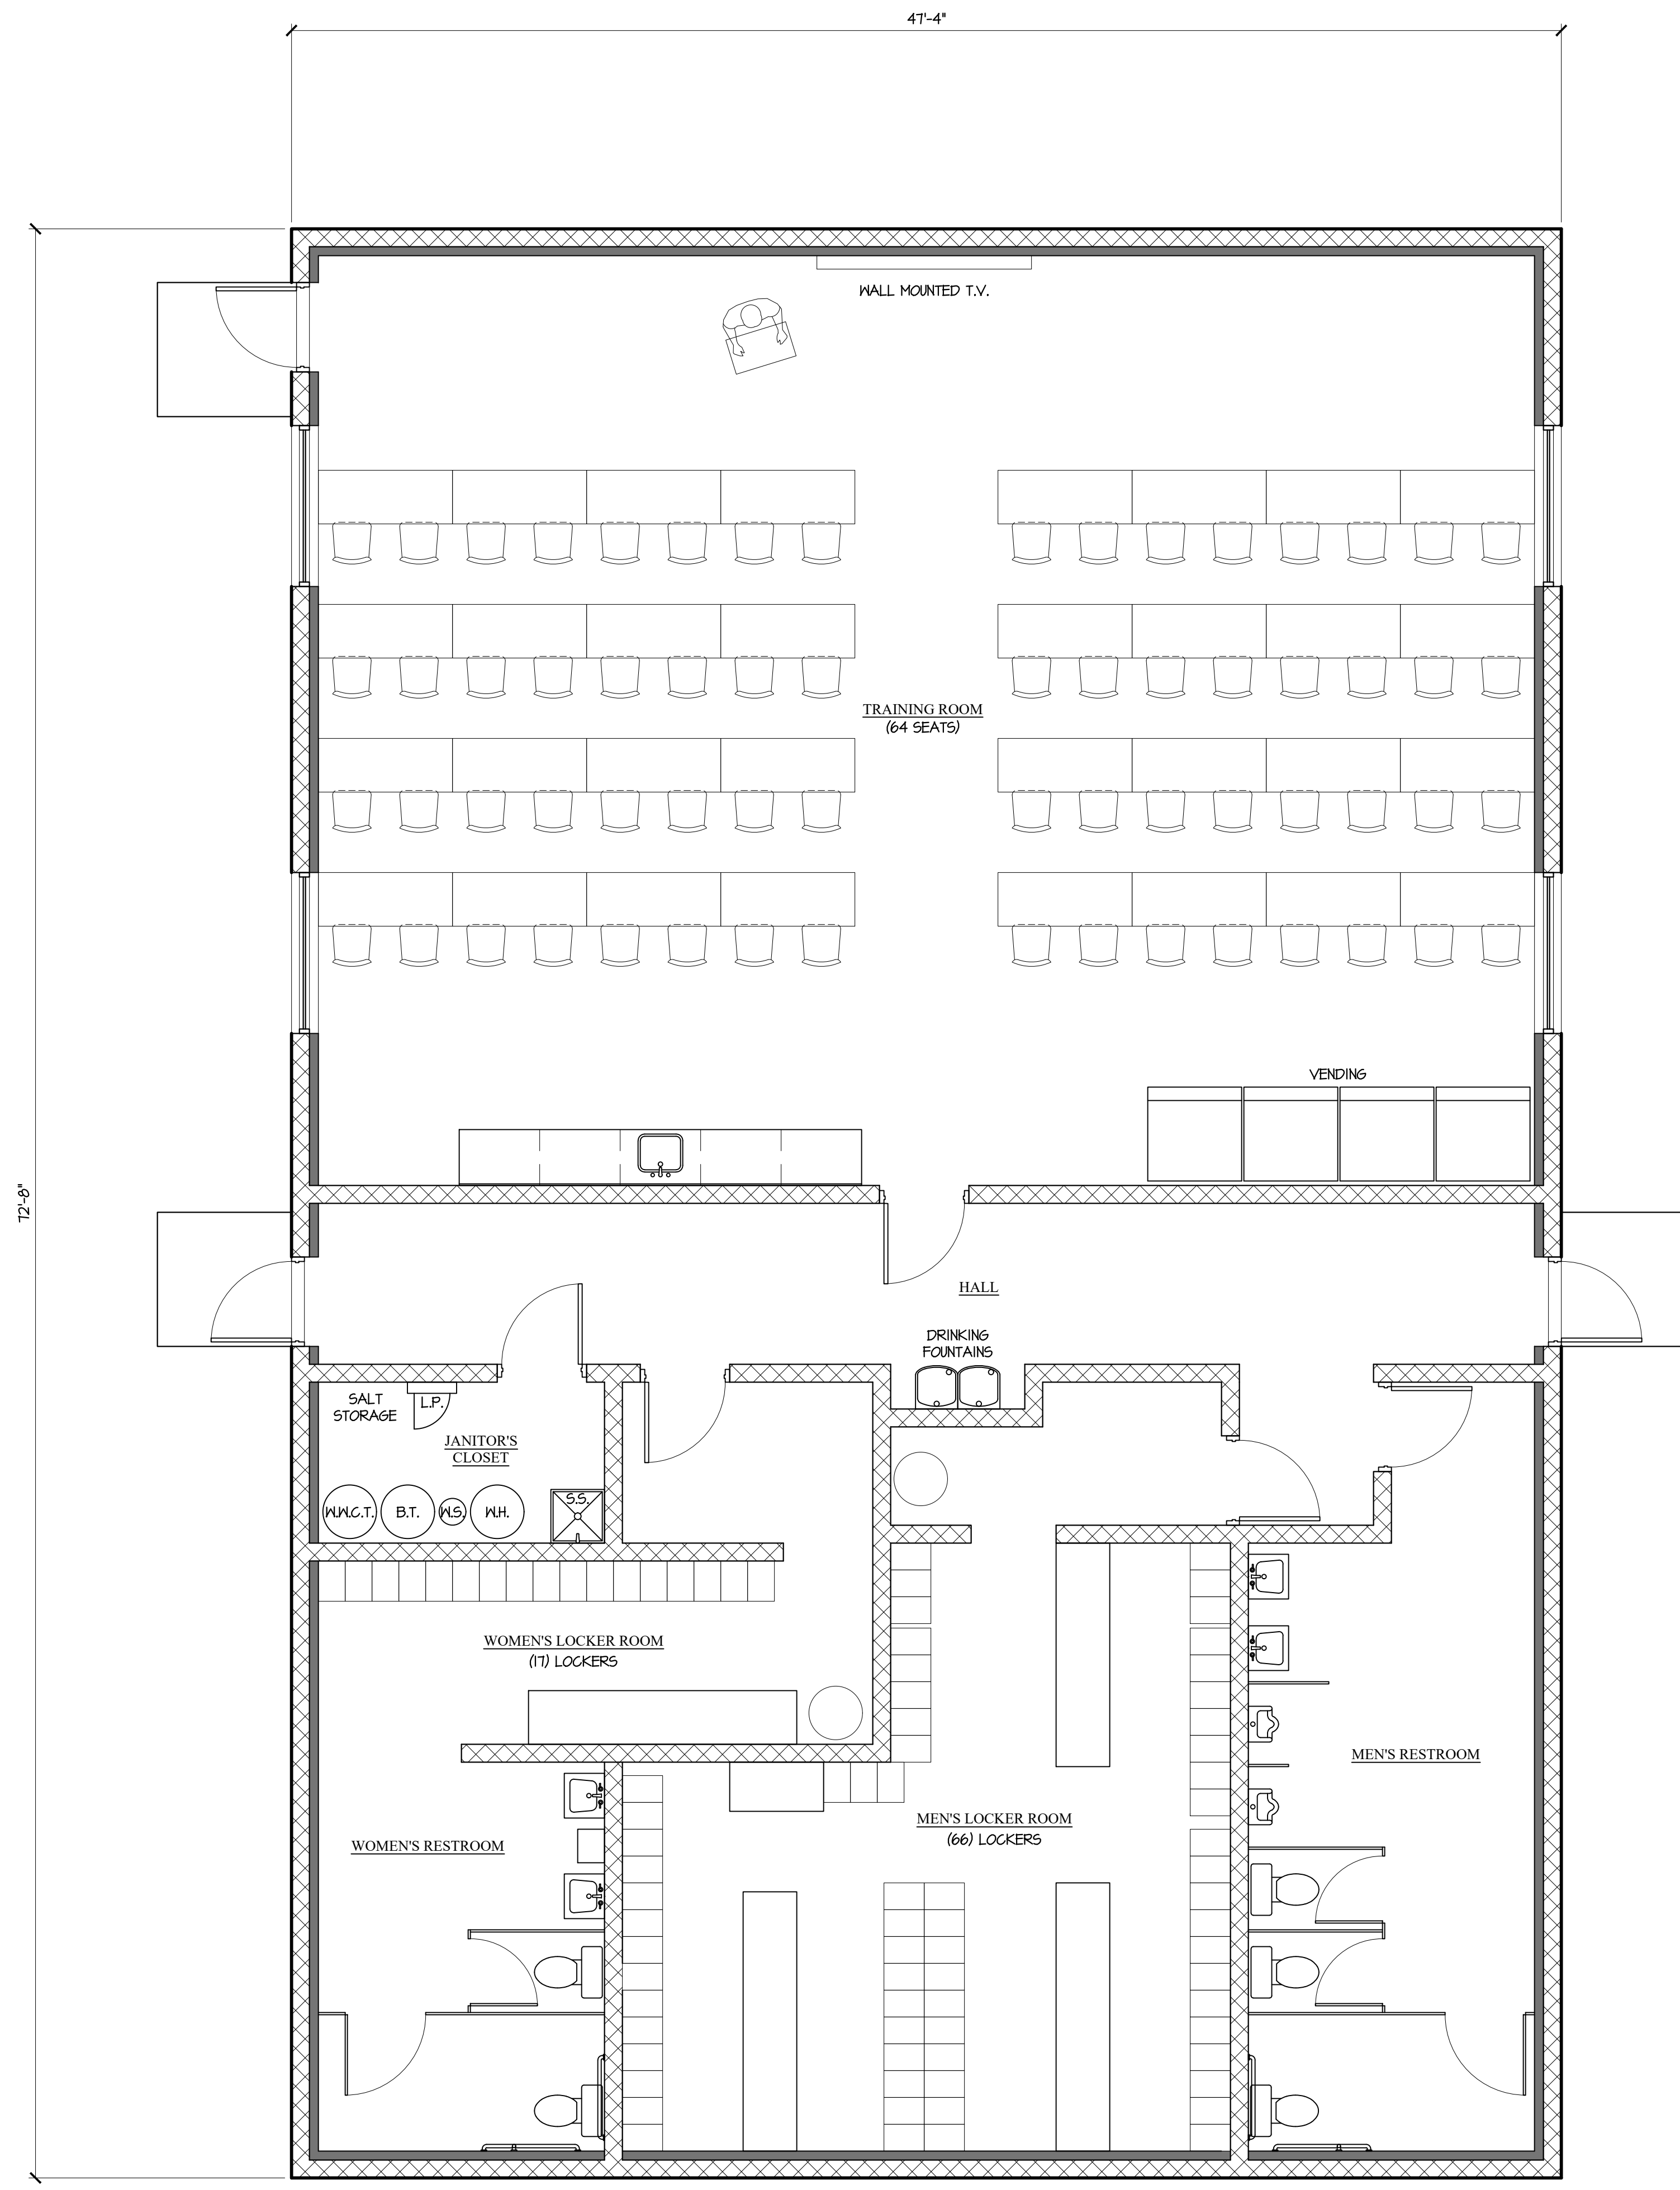 47'-4"
WALL MOUNTED T.V.
TRAINING ROOM
(64 SEATS)
VENDING
72'-8"
HALL
DRINKING
FOUNTAINS
SALT
STORAGE
L.P.
JANITOR'S
CLOSET
W.W.C.T.
B.T.
W.S.
W.H.
S.S.
WOMEN'S LOCKER ROOM
(17) LOCKERS
MEN'S RESTROOM
MEN'S LOCKER ROOM
(66) LOCKERS
WOMEN'S RESTROOM